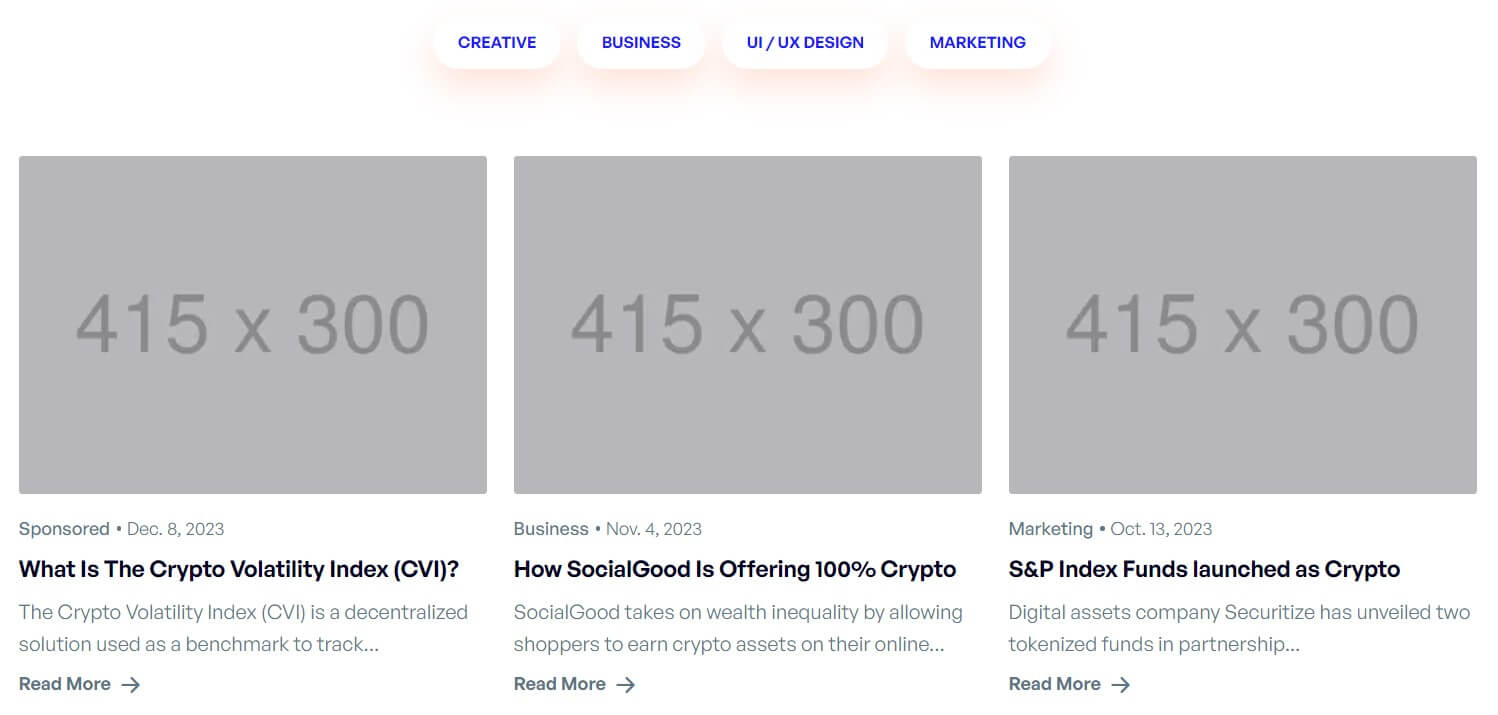 CREATIVE BUSINESS UI / UX DESIGN MARKETING
415 x 300 415 x 300 415 x 300
Sponsored • Dec. 8, 2023
What Is The Crypto Volatility Index (CVI)?
The Crypto Volatility Index (CVI) is a decentralized
solution used as a benchmark to track...
Read More →
Business • Nov. 4, 2023
How SocialGood Is Offering 100% Crypto
SocialGood takes on wealth inequality by allowing
shoppers to earn crypto assets on their online...
Read More →
Marketing • Oct. 13, 2023
S&P Index Funds launched as Crypto
Digital assets company Securitize has unveiled two
tokenized funds in partnership...
Read More →